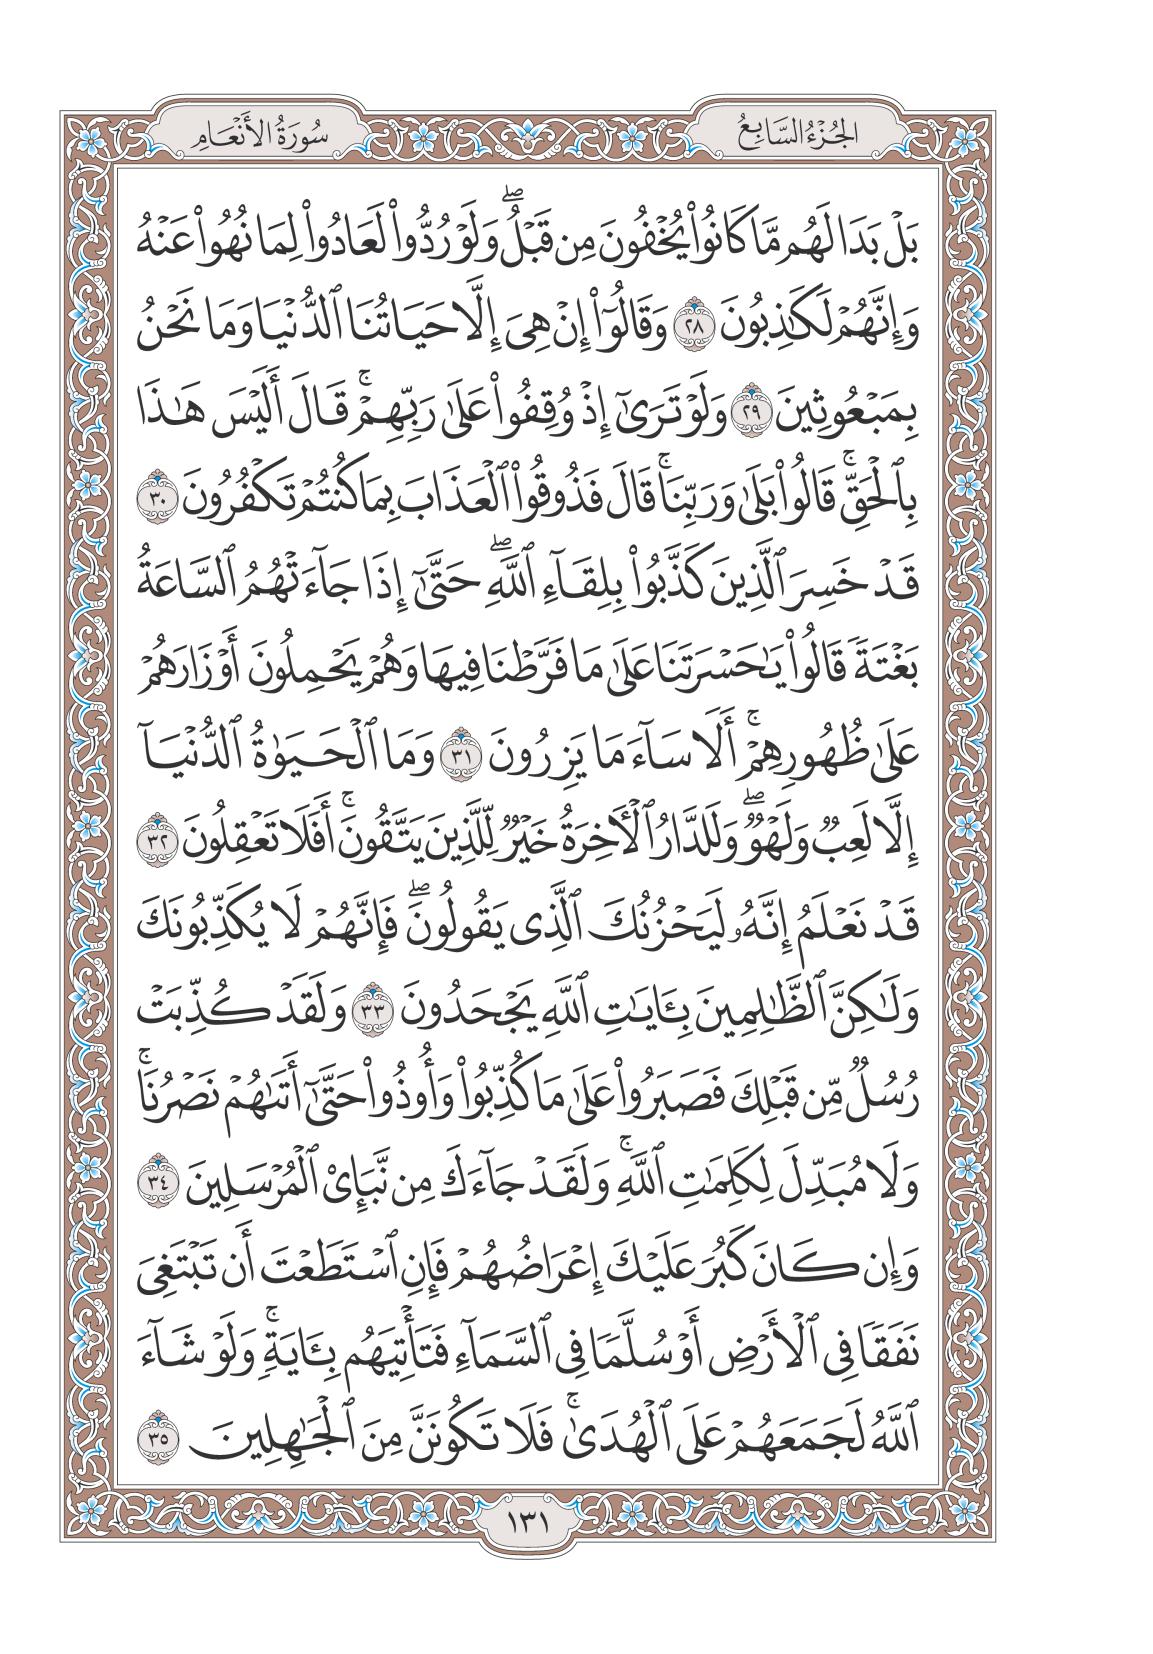 الجُزْءُ السَّابِعُ
سُورَةُ الأَنْعَامِ
بَلْ بَدَا لَهُم مَّا كَانُوا۟ يُخْفُونَ مِن قَبْلُ ۖ وَلَوْ رُدُّوا۟ لَعَادُوا۟ لِمَا نُهُوا۟ عَنْهُ
وَإِنَّهُمْ لَكَـٰذِبُونَ ٢٨ وَقَالُوٓا۟ إِنْ هِىَ إِلَّا حَيَاتُنَا ٱلدُّنْيَا وَمَا نَحْنُ
بِمَبْعُوثِينَ ٢٩ وَلَوْ تَرَىٰٓ إِذْ وُقِفُوا۟ عَلَىٰ رَبِّهِمْ ۚ قَالَ أَلَيْسَ هَـٰذَا
بِٱلْحَقِّ ۚ قَالُوا۟ بَلَىٰ وَرَبِّنَا ۚ قَالَ فَذُوقُوا۟ ٱلْعَذَابَ بِمَا كُنتُمْ تَكْفُرُونَ ٣٠
قَدْ خَسِرَ ٱلَّذِينَ كَذَّبُوا۟ بِلِقَآءِ ٱللَّهِ ۖ حَتَّىٰٓ إِذَا جَآءَتْهُمُ ٱلسَّاعَةُ
بَغْتَةً قَالُوا۟ يَـٰحَسْرَتَنَا عَلَىٰ مَا فَرَّطْنَا فِيهَا وَهُمْ يَحْمِلُونَ أَوْزَارَهُمْ
عَلَىٰ ظُهُورِهِمْ ۚ أَلَا سَآءَ مَا يَزِرُونَ ٣١ وَمَا ٱلْحَيَوٰةُ ٱلدُّنْيَآ
إِلَّا لَعِبٌ وَلَهْوٌ ۖ وَلَلدَّارُ ٱلْـَٔاخِرَةُ خَيْرٌ لِّلَّذِينَ يَتَّقُونَ ۚ أَفَلَا تَعْقِلُونَ ٣٢
قَدْ نَعْلَمُ إِنَّهُۥ لَيَحْزُنُكَ ٱلَّذِى يَقُولُونَ ۖ فَإِنَّهُمْ لَا يُكَذِّبُونَكَ
وَلَـٰكِنَّ ٱلظَّـٰلِمِينَ بِـَٔايَـٰتِ ٱللَّهِ يَجْحَدُونَ ٣٣ وَلَقَدْ كُذِّبَتْ
رُسُلٌ مِّن قَبْلِكَ فَصَبَرُوا۟ عَلَىٰ مَا كُذِّبُوا۟ وَأُوذُوا۟ حَتَّىٰٓ أَتَىٰهُمْ نَصْرُنَا ۚ
وَلَا مُبَدِّلَ لِكَلِمَـٰتِ ٱللَّهِ ۚ وَلَقَدْ جَآءَكَ مِن نَّبَإِى۟ ٱلْمُرْسَلِينَ ٣٤
وَإِن كَانَ كَبُرَ عَلَيْكَ إِعْرَاضُهُمْ فَإِنِ ٱسْتَطَعْتَ أَن تَبْتَغِىَ
نَفَقًا فِى ٱلْأَرْضِ أَوْ سُلَّمًا فِى ٱلسَّمَآءِ فَتَأْتِيَهُم بِـَٔايَةٍ ۚ وَلَوْ شَآءَ
ٱللَّهُ لَجَمَعَهُمْ عَلَى ٱلْهُدَىٰ ۚ فَلَا تَكُونَنَّ مِنَ ٱلْجَـٰهِلِينَ ٣٥
١٣١